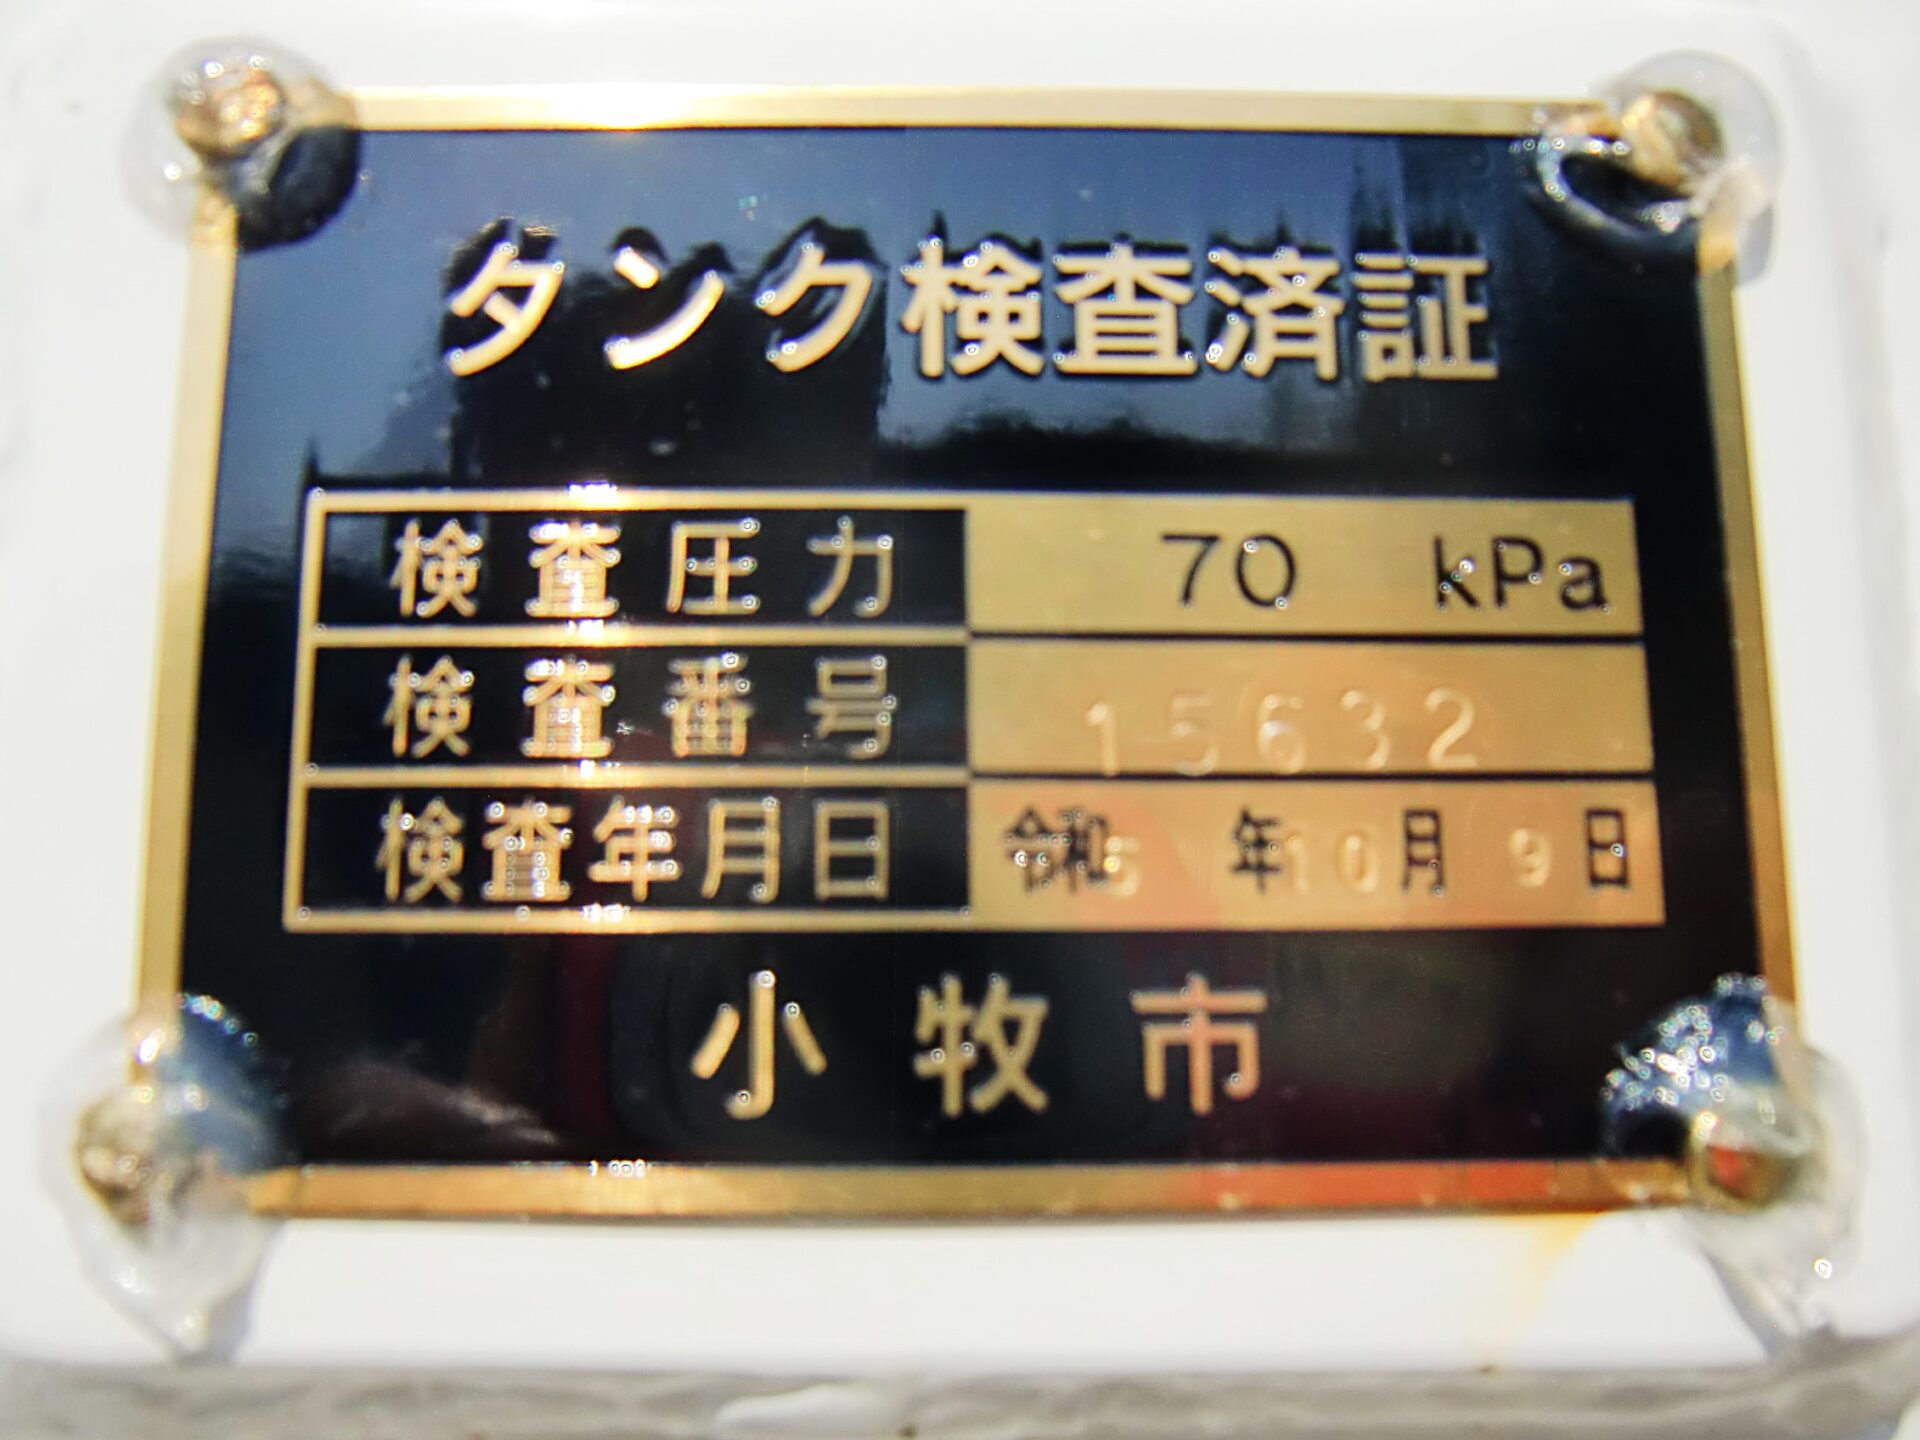 タンク検査済証
検査圧力 70 kPa
検査番号 15632
検査年月日 令和5年10月9日
小牧市